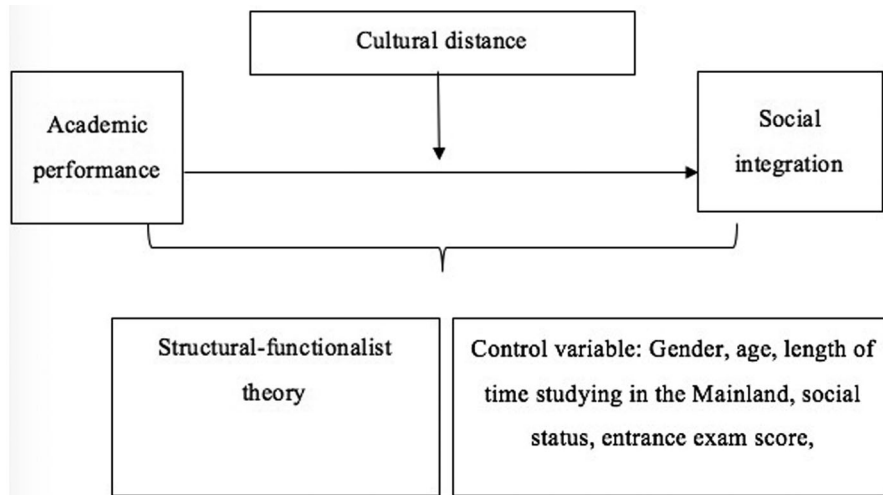 Cultural distance
Academic
performance
Social
integration
Structural-functionalist
theory
Control variable: Gender, age, length of
time studying in the Mainland, social
status, entrance exam score,